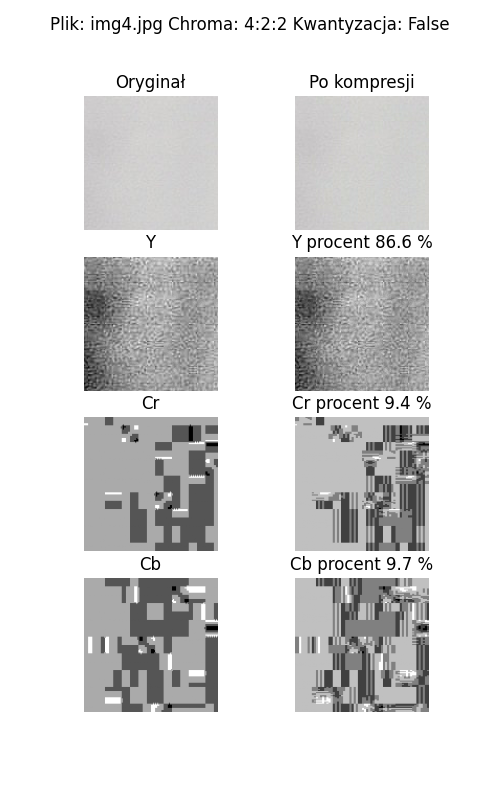 Plik: img4.jpg Chroma: 4:2:2 Kwantyzacja: False
Oryginał Po kompresji
Y Y procent 86.6 %
Cr Cr procent 9.4 %
Cb Cb procent 9.7 %